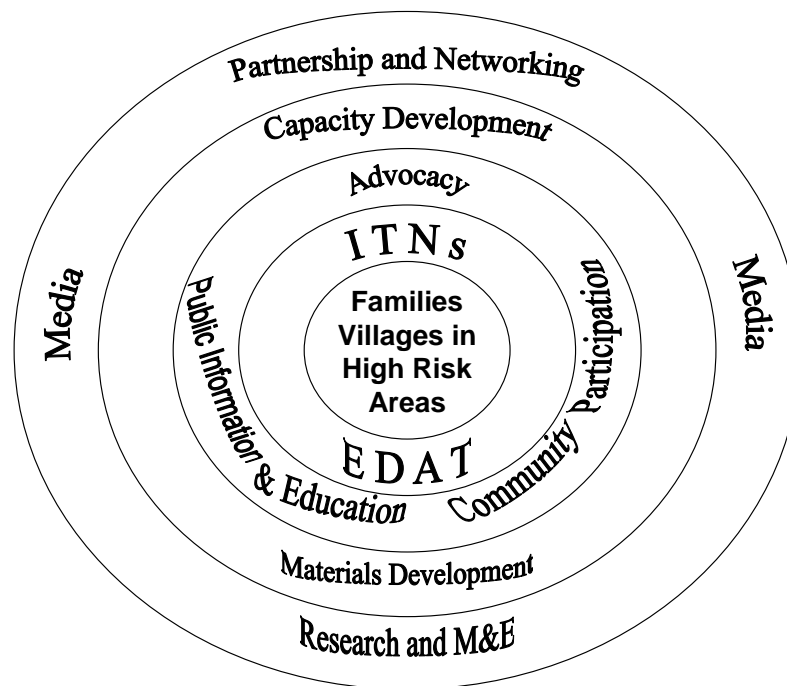 Partnership and Networking
Capacity Development
Advocacy
ITNs
Media
Public Information & Education
Families
Villages in
High Risk
Areas
Community Participation
Media
EDAT
Materials Development
Research and M&E